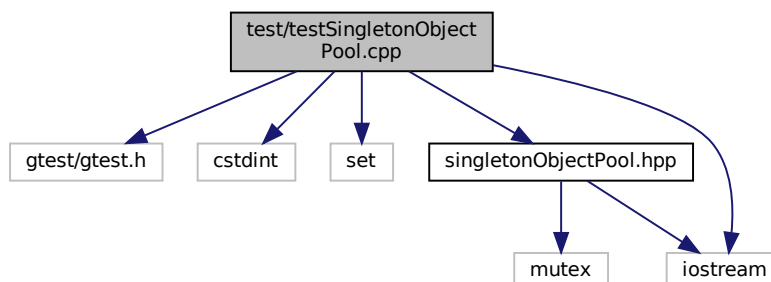 test/testSingletonObject
Pool.cpp
gtest/gtest.h
cstdint
set
singletonObjectPool.hpp
mutex
iostream